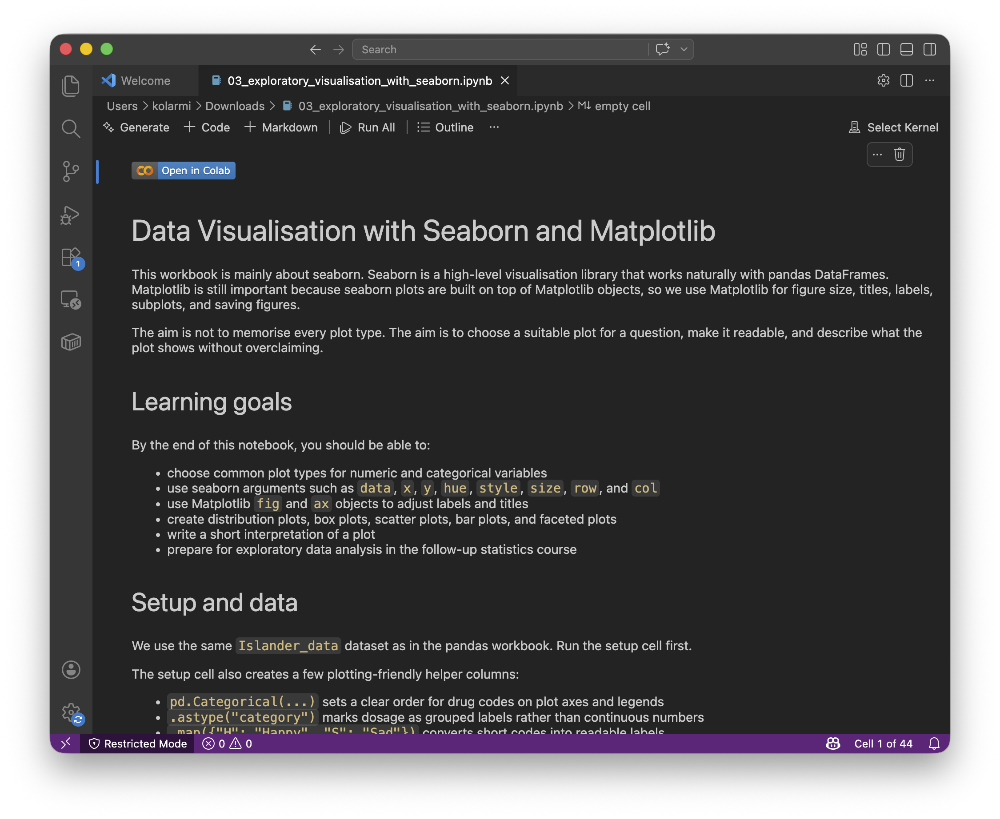 Search
Welcome
03_exploratory_visualisation_with_seaborn.ipynb
Users > kolarmi > Downloads > 03_exploratory_visualisation_with_seaborn.ipynb > M↓ empty cell
Generate + Code + Markdown | Run All | Outline ...
Select Kernel
Open in Colab
Data Visualisation with Seaborn and Matplotlib
This workbook is mainly about seaborn. Seaborn is a high-level visualisation library that works naturally with pandas DataFrames.
Matplotlib is still important because seaborn plots are built on top of Matplotlib objects, so we use Matplotlib for figure size, titles, labels,
subplots, and saving figures.
The aim is not to memorise every plot type. The aim is to choose a suitable plot for a question, make it readable, and describe what the
plot shows without overclaiming.
Learning goals
By the end of this notebook, you should be able to:
• choose common plot types for numeric and categorical variables
• use seaborn arguments such as data, x, y, hue, style, size, row, and col
• use Matplotlib fig and ax objects to adjust labels and titles
• create distribution plots, box plots, scatter plots, bar plots, and faceted plots
• write a short interpretation of a plot
• prepare for exploratory data analysis in the follow-up statistics course
1
Setup and data
We use the same Islander_data dataset as in the pandas workbook. Run the setup cell first.
The setup cell also creates a few plotting-friendly helper columns:
• pd.Categorical(...) sets a clear order for drug codes on plot axes and legends
• .astype("category") marks dosage as grouped labels rather than continuous numbers
• .map({"H": "Happy", "S": "Sad"}) converts short codes into readable labels
Restricted Mode 0 0
Cell 1 of 44